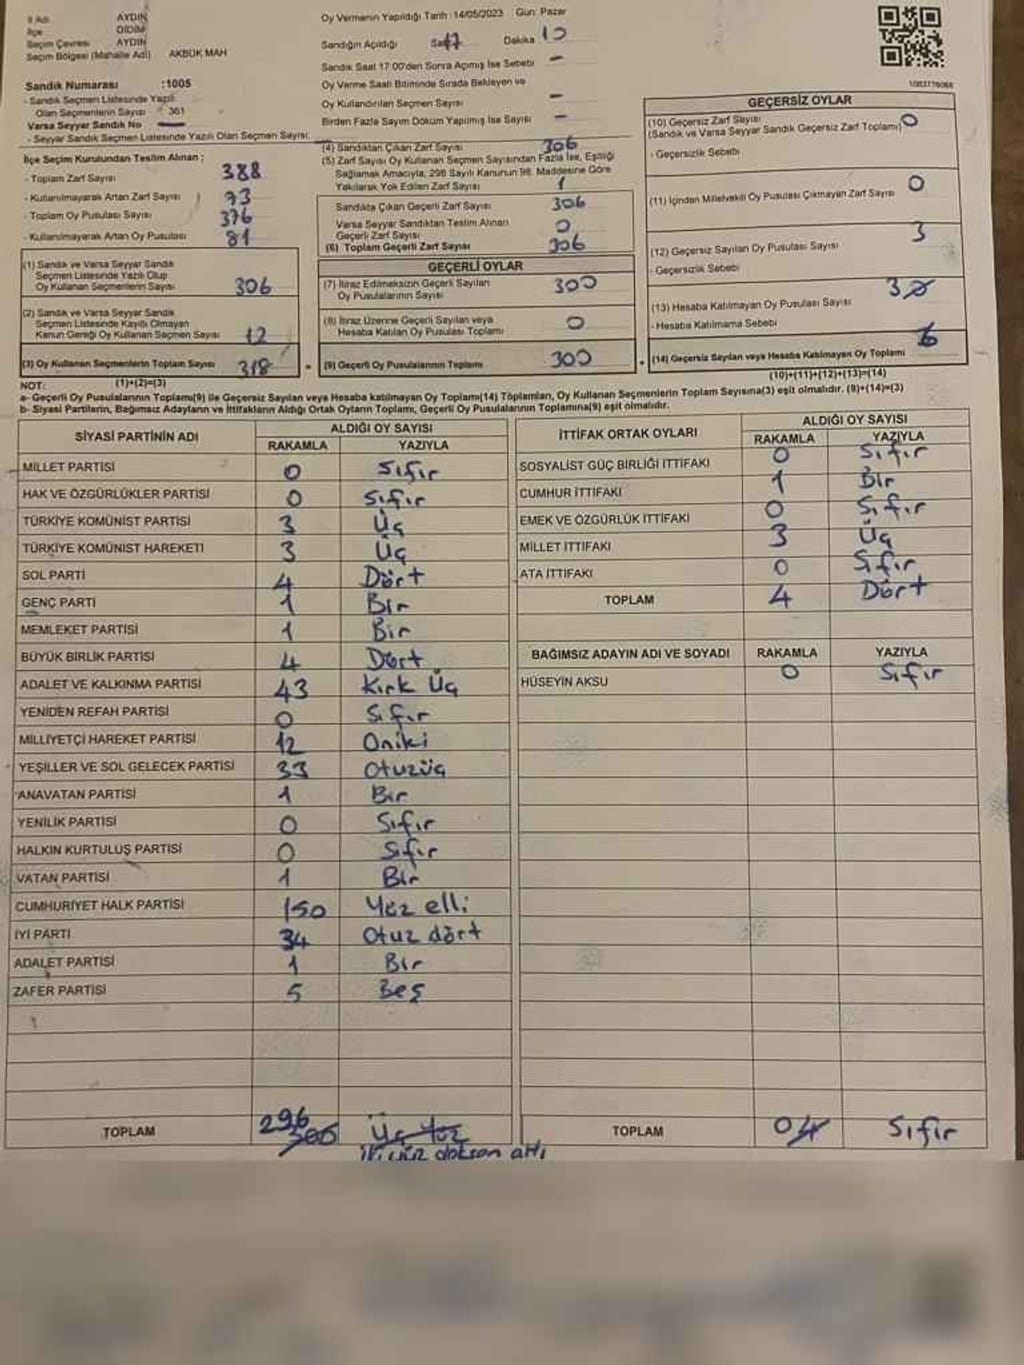 İl Adı AYDIN
İlçe DİDİM
Seçim Çevresi AYDIN
Seçim Bölgesi (Mahalle Adı) AKBÜK MAH
Sandık Numarası :1005
- Sandık Seçmen Listesinde Yazılı
Olan Seçmenlerin Sayısı 361
Varsa Seyyar Sandık No —
- Seyyar Sandık Seçmen Listesinde Yazılı Olan Seçmen Sayısı:
Oy Vermenin Yapıldığı Tarih :14/05/2023 Gün: Pazar
Sandığın Açıldığı Saat 17 Dakika 10
Sandık Saat 17:00'den Sonra Açılmış İse Sebebi —
Oy Verme Saati Bitiminde Sırada Bekleyen ve
Oy Kullandırılan Seçmen Sayısı —
Birden Fazla Sayım Döküm Yapılmış İse Sayısı —
İlçe Seçim Kurulundan Teslim Alınan ;
- Toplam Zarf Sayısı 388
- Kullanılmayarak Artan Zarf Sayısı 73
- Toplam Oy Pusulası Sayısı 376
- Kullanılmayarak Artan Oy Pusulası 81
(1) Sandık ve Varsa Seyyar Sandık
Seçmen Listesinde Yazılı Olup
Oy Kullanan Seçmenlerin Sayısı 306
(2) Sandık ve Varsa Seyyar Sandık
Seçmen Listesinde Kayıtlı Olmayan
Kanun Gereği Oy Kullanan Seçmen Sayısı 12
(3) Oy Kullanan Seçmenlerin Toplam Sayısı 318
(1)+(2)=(3)
(4) Sandıktan Çıkan Zarf Sayısı 306
(5) Zarf Sayısı Oy Kullanan Seçmen Sayısından Fazla İse, Eşitliği
Sağlamak Amacıyla, 298 Sayılı Kanunun 98. Maddesine Göre
Yakılarak Yok Edilen Zarf Sayısı 1
Sandıkta Çıkan Geçerli Zarf Sayısı 306
Varsa Seyyar Sandıktan Teslim Alınan
Geçerli Zarf Sayısı 0
(6) Toplam Geçerli Zarf Sayısı 306
GEÇERLİ OYLAR
(7) İtiraz Edilmeksizin Geçerli Sayılan
Oy Pusulalarının Sayısı 300
(8) İtiraz Üzerine Geçerli Sayılan veya
Hesaba Katılan Oy Pusulası Toplamı 0
(9) Geçerli Oy Pusulalarının Toplamı 300
GEÇERSİZ OYLAR
(10) Geçersiz Zarf Sayısı
(Sandık ve Varsa Seyyar Sandık Geçersiz Zarf Toplamı) 0
- Geçersizlik Sebebi
(11) İçinden Milletvekili Oy Pusulası Çıkmayan Zarf Sayısı 0
(12) Geçersiz Sayılan Oy Pusulası Sayısı 3
- Geçersizlik Sebebi
(13) Hesaba Katılmayan Oy Pusulası Sayısı 3
- Hesaba Katılmama Sebebi
(14) Geçersiz Sayılan veya Hesaba Katılmayan Oy Toplamı 6
(10)+(11)+(12)+(13)=(14)
NOT:
a- Geçerli Oy Pusulalarının Toplamı(9) ile Geçersiz Sayılan veya Hesaba katılmayan Oy Toplamı(14) Toplamları, Oy Kullanan Seçmenlerin Toplam Sayısına(3) eşit olmalıdır. (9)+(14)=(3)
b- Siyasi Partilerin, Bağımsız Adayların ve İttifakların Aldığı Ortak Oyların Toplamı, Geçerli Oy Pusulalarının Toplamına(9) eşit olmalıdır.
SİYASİ PARTİNİN ADI ALDIĞI OY SAYISI
RAKAMLA YAZIYLA
MİLLET PARTİSİ 0 Sıfır
HAK VE ÖZGÜRLÜKLER PARTİSİ 0 Sıfır
TÜRKİYE KOMÜNİST PARTİSİ 3 Üç
TÜRKİYE KOMÜNİST HAREKETİ 3 Üç
SOL PARTİ 4 Dört
GENÇ PARTİ 1 Bir
MEMLEKET PARTİSİ 1 Bir
BÜYÜK BİRLİK PARTİSİ 4 Dört
ADALET VE KALKINMA PARTİSİ 43 Kırk Üç
YENİDEN REFAH PARTİSİ 0 Sıfır
MİLLİYETÇİ HAREKET PARTİSİ 12 Oniki
YEŞİLLER VE SOL GELECEK PARTİSİ 33 Otuzüç
ANAVATAN PARTİSİ 1 Bir
YENİLİK PARTİSİ 0 Sıfır
HALKIN KURTULUŞ PARTİSİ 0 Sıfır
VATAN PARTİSİ 1 Bir
CUMHURİYET HALK PARTİSİ 150 Yüz elli
İYİ PARTİ 34 Otuz dört
ADALET PARTİSİ 1 Bir
ZAFER PARTİSİ 5 Beş
TOPLAM 296 300 Üç Yüz
iki yüz doksan altı
İTTİFAK ORTAK OYLARI ALDIĞI OY SAYISI
RAKAMLA YAZIYLA
SOSYALİST GÜÇ BİRLİĞİ İTTİFAKI 0 Sıfır
CUMHUR İTTİFAKI 1 Bir
EMEK VE ÖZGÜRLÜK İTTİFAKI 0 Sıfır
MİLLET İTTİFAKI 3 Üç
ATA İTTİFAKI 0 Sıfır
TOPLAM 4 Dört
BAĞIMSIZ ADAYIN ADI VE SOYADI RAKAMLA YAZIYLA
HÜSEYİN AKSU 0 Sıfır
TOPLAM 0 4 Sıfır